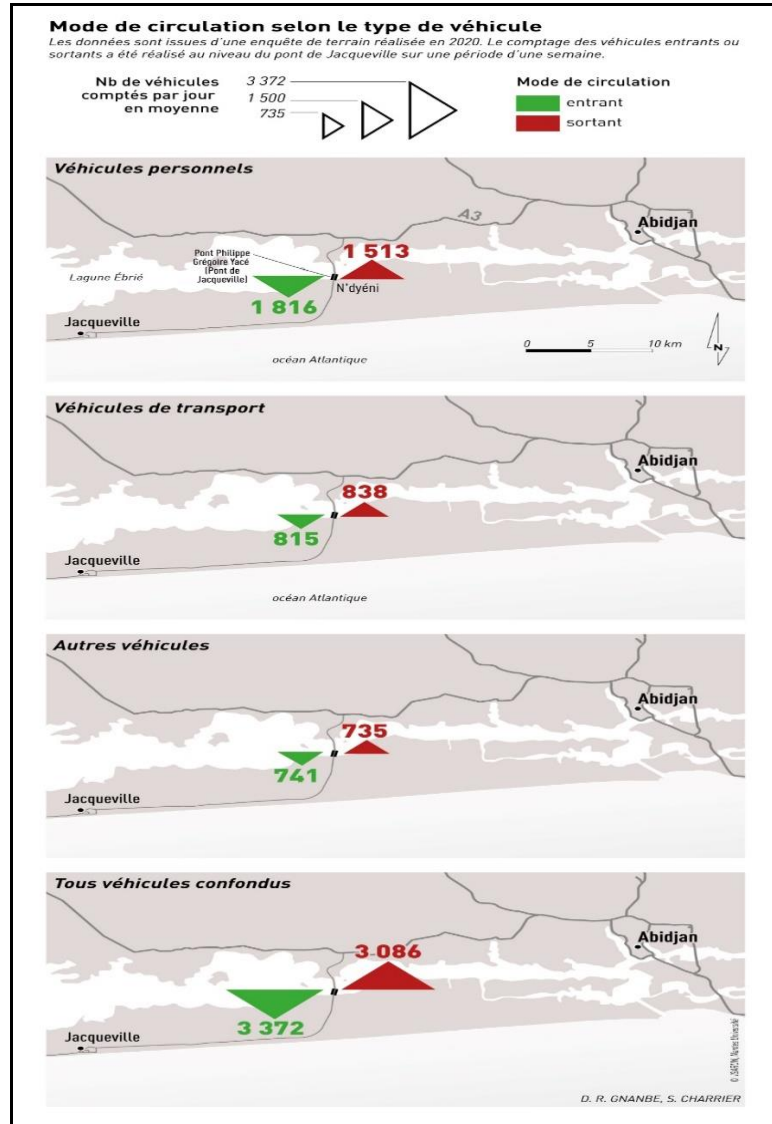 Mode de circulation selon le type de véhicule
Les données sont issues d'une enquête de terrain réalisée en 2020. Le comptage des véhicules entrants ou
sortants a été réalisé au niveau du pont de Jacqueville sur une période d'une semaine.
Nb de véhicules
comptés par jour
en moyenne
3 372
1 500
735
Mode de circulation
entrant
sortant
Véhicules personnels
A3
Abidjan
1 513
Pont Philippe
Grégoire Yacé
(Pont de
Jacqueville)
Lagune Ébrié
N'dyéni
1 816
Jacqueville
océan Atlantique
0 5 10 km
N
Véhicules de transport
Abidjan
838
815
Jacqueville
océan Atlantique
Autres véhicules
Abidjan
735
741
Jacqueville
Tous véhicules confondus
Abidjan
3 086
3 372
Jacqueville
D. R. GNANBE, S. CHARRIER